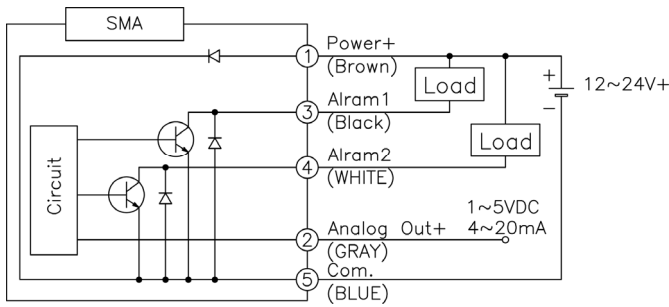 SMA
1
Power+
(Brown)
Load
+
12~24V+
−
3
Alram1
(Black)
Load
Circuit
4
Alram2
(WHITE)
1~5VDC
4~20mA
2
Analog Out+
(GRAY)
5
Com.
(BLUE)